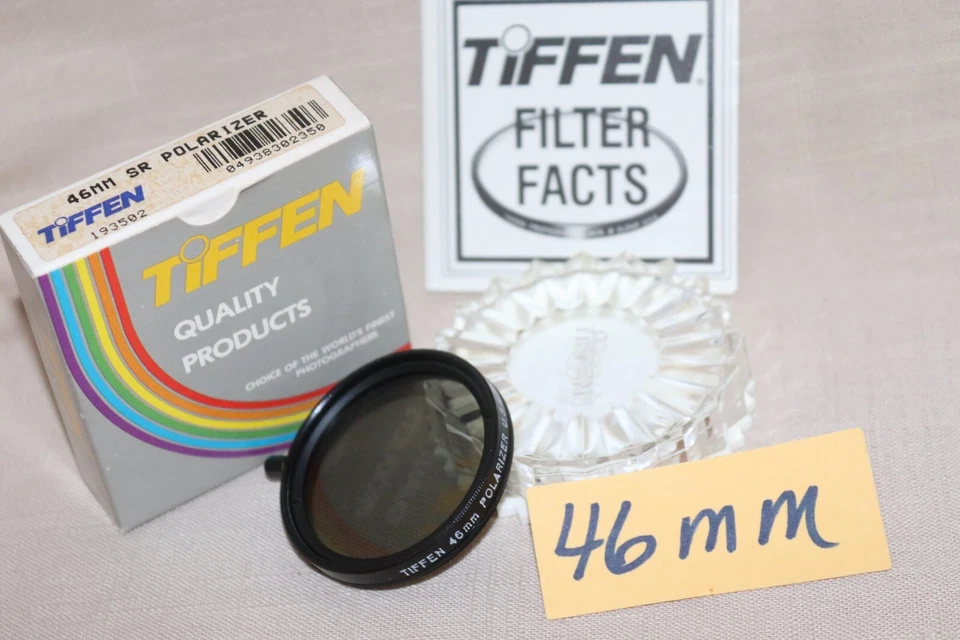 46MM SR POLARIZER
04938302350
TIFFEN
193502
TIFFEN
QUALITY
PRODUCTS
CHOICE OF THE WORLD'S FINEST
PHOTOGRAPHERS
TIFFEN
FILTER
FACTS
TIFFEN 46mm POLARIZER
46 mm